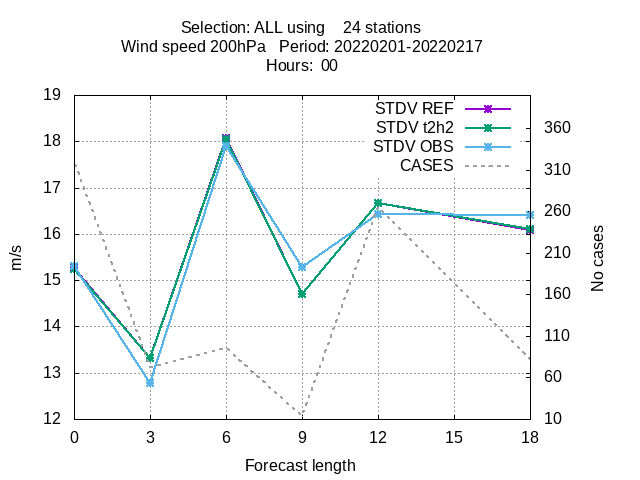 Selection: ALL using    24 stations
Wind speed 200hPa   Period: 20220201-20220217
Hours:  00
19
18
17
16
15
14
13
12
m/s
STDV REF
STDV t2h2
STDV OBS
CASES
360
310
260
210
160
110
60
10
No cases
0 3 6 9 12 15 18
Forecast length